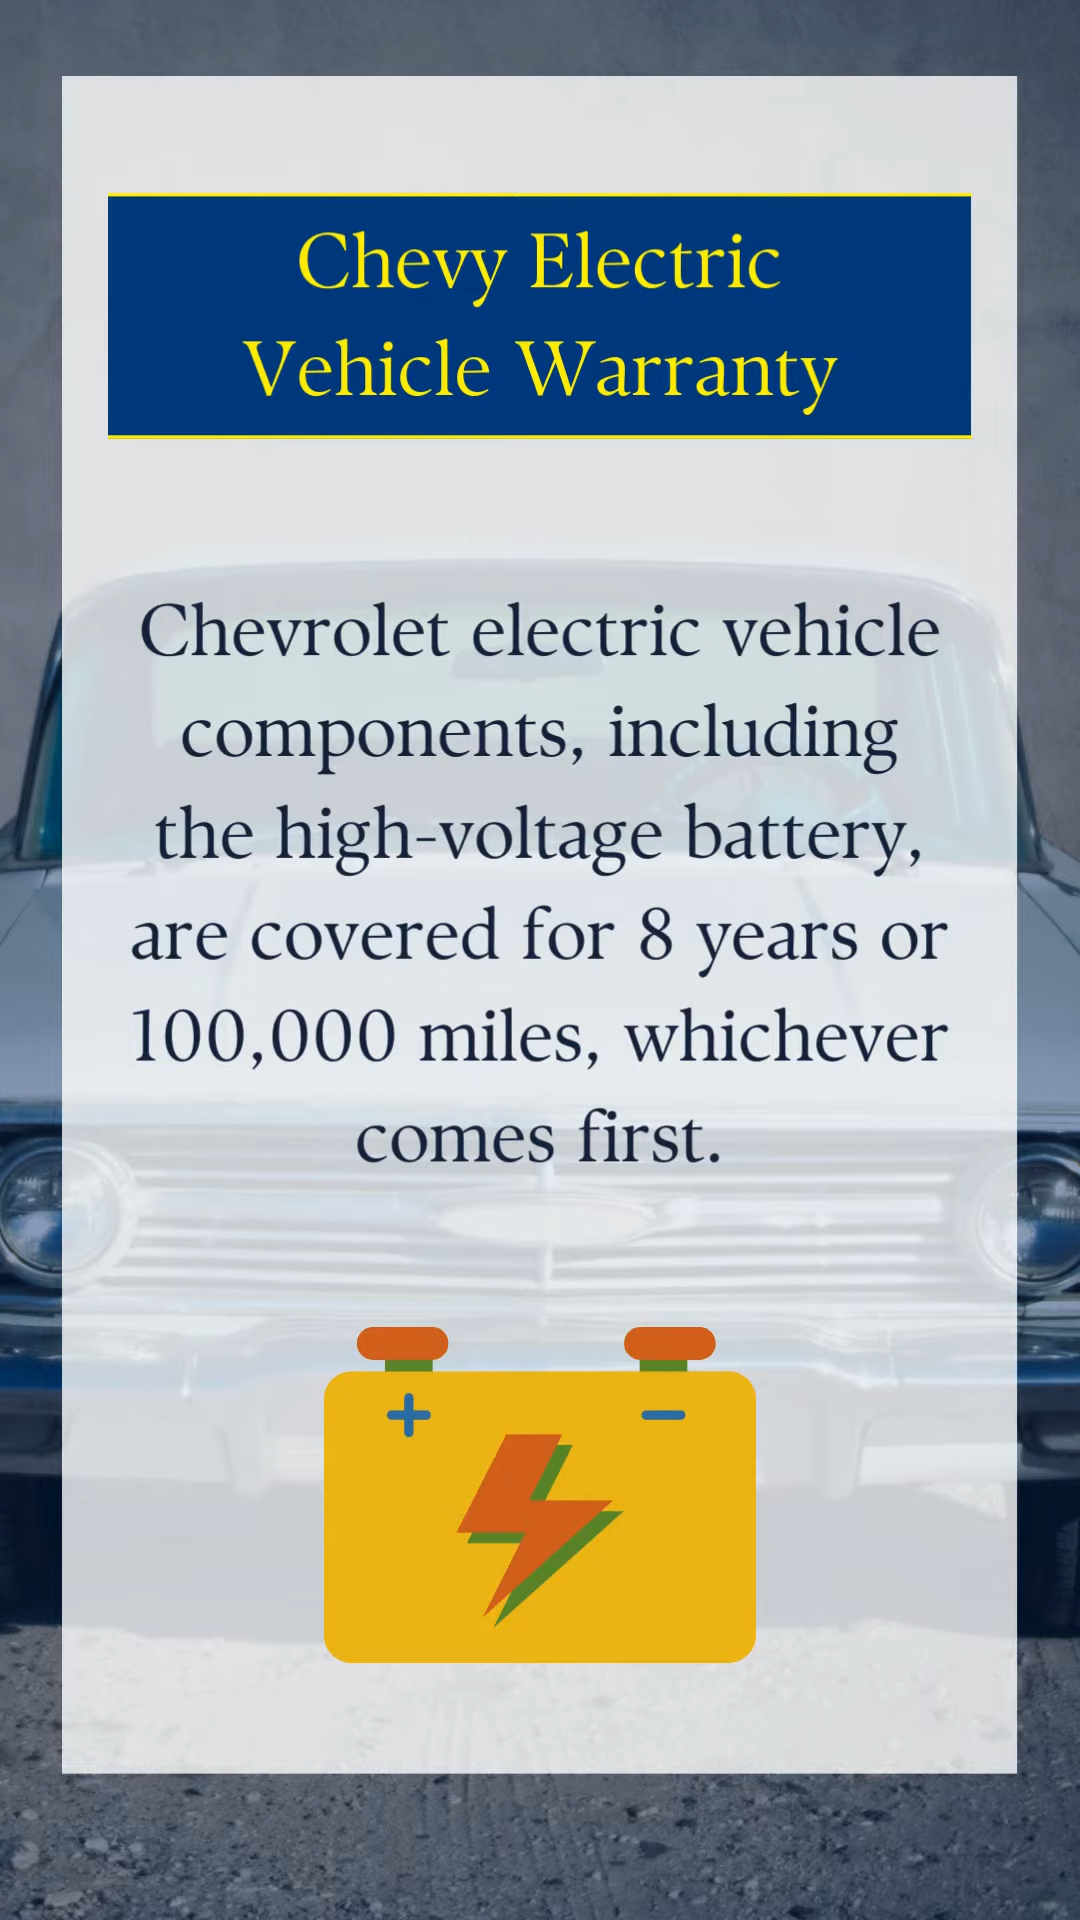 Chevy Electric
Vehicle Warranty
Chevrolet electric vehicle
components, including
the high-voltage battery,
are covered for 8 years or
100,000 miles, whichever
comes first.
+ −